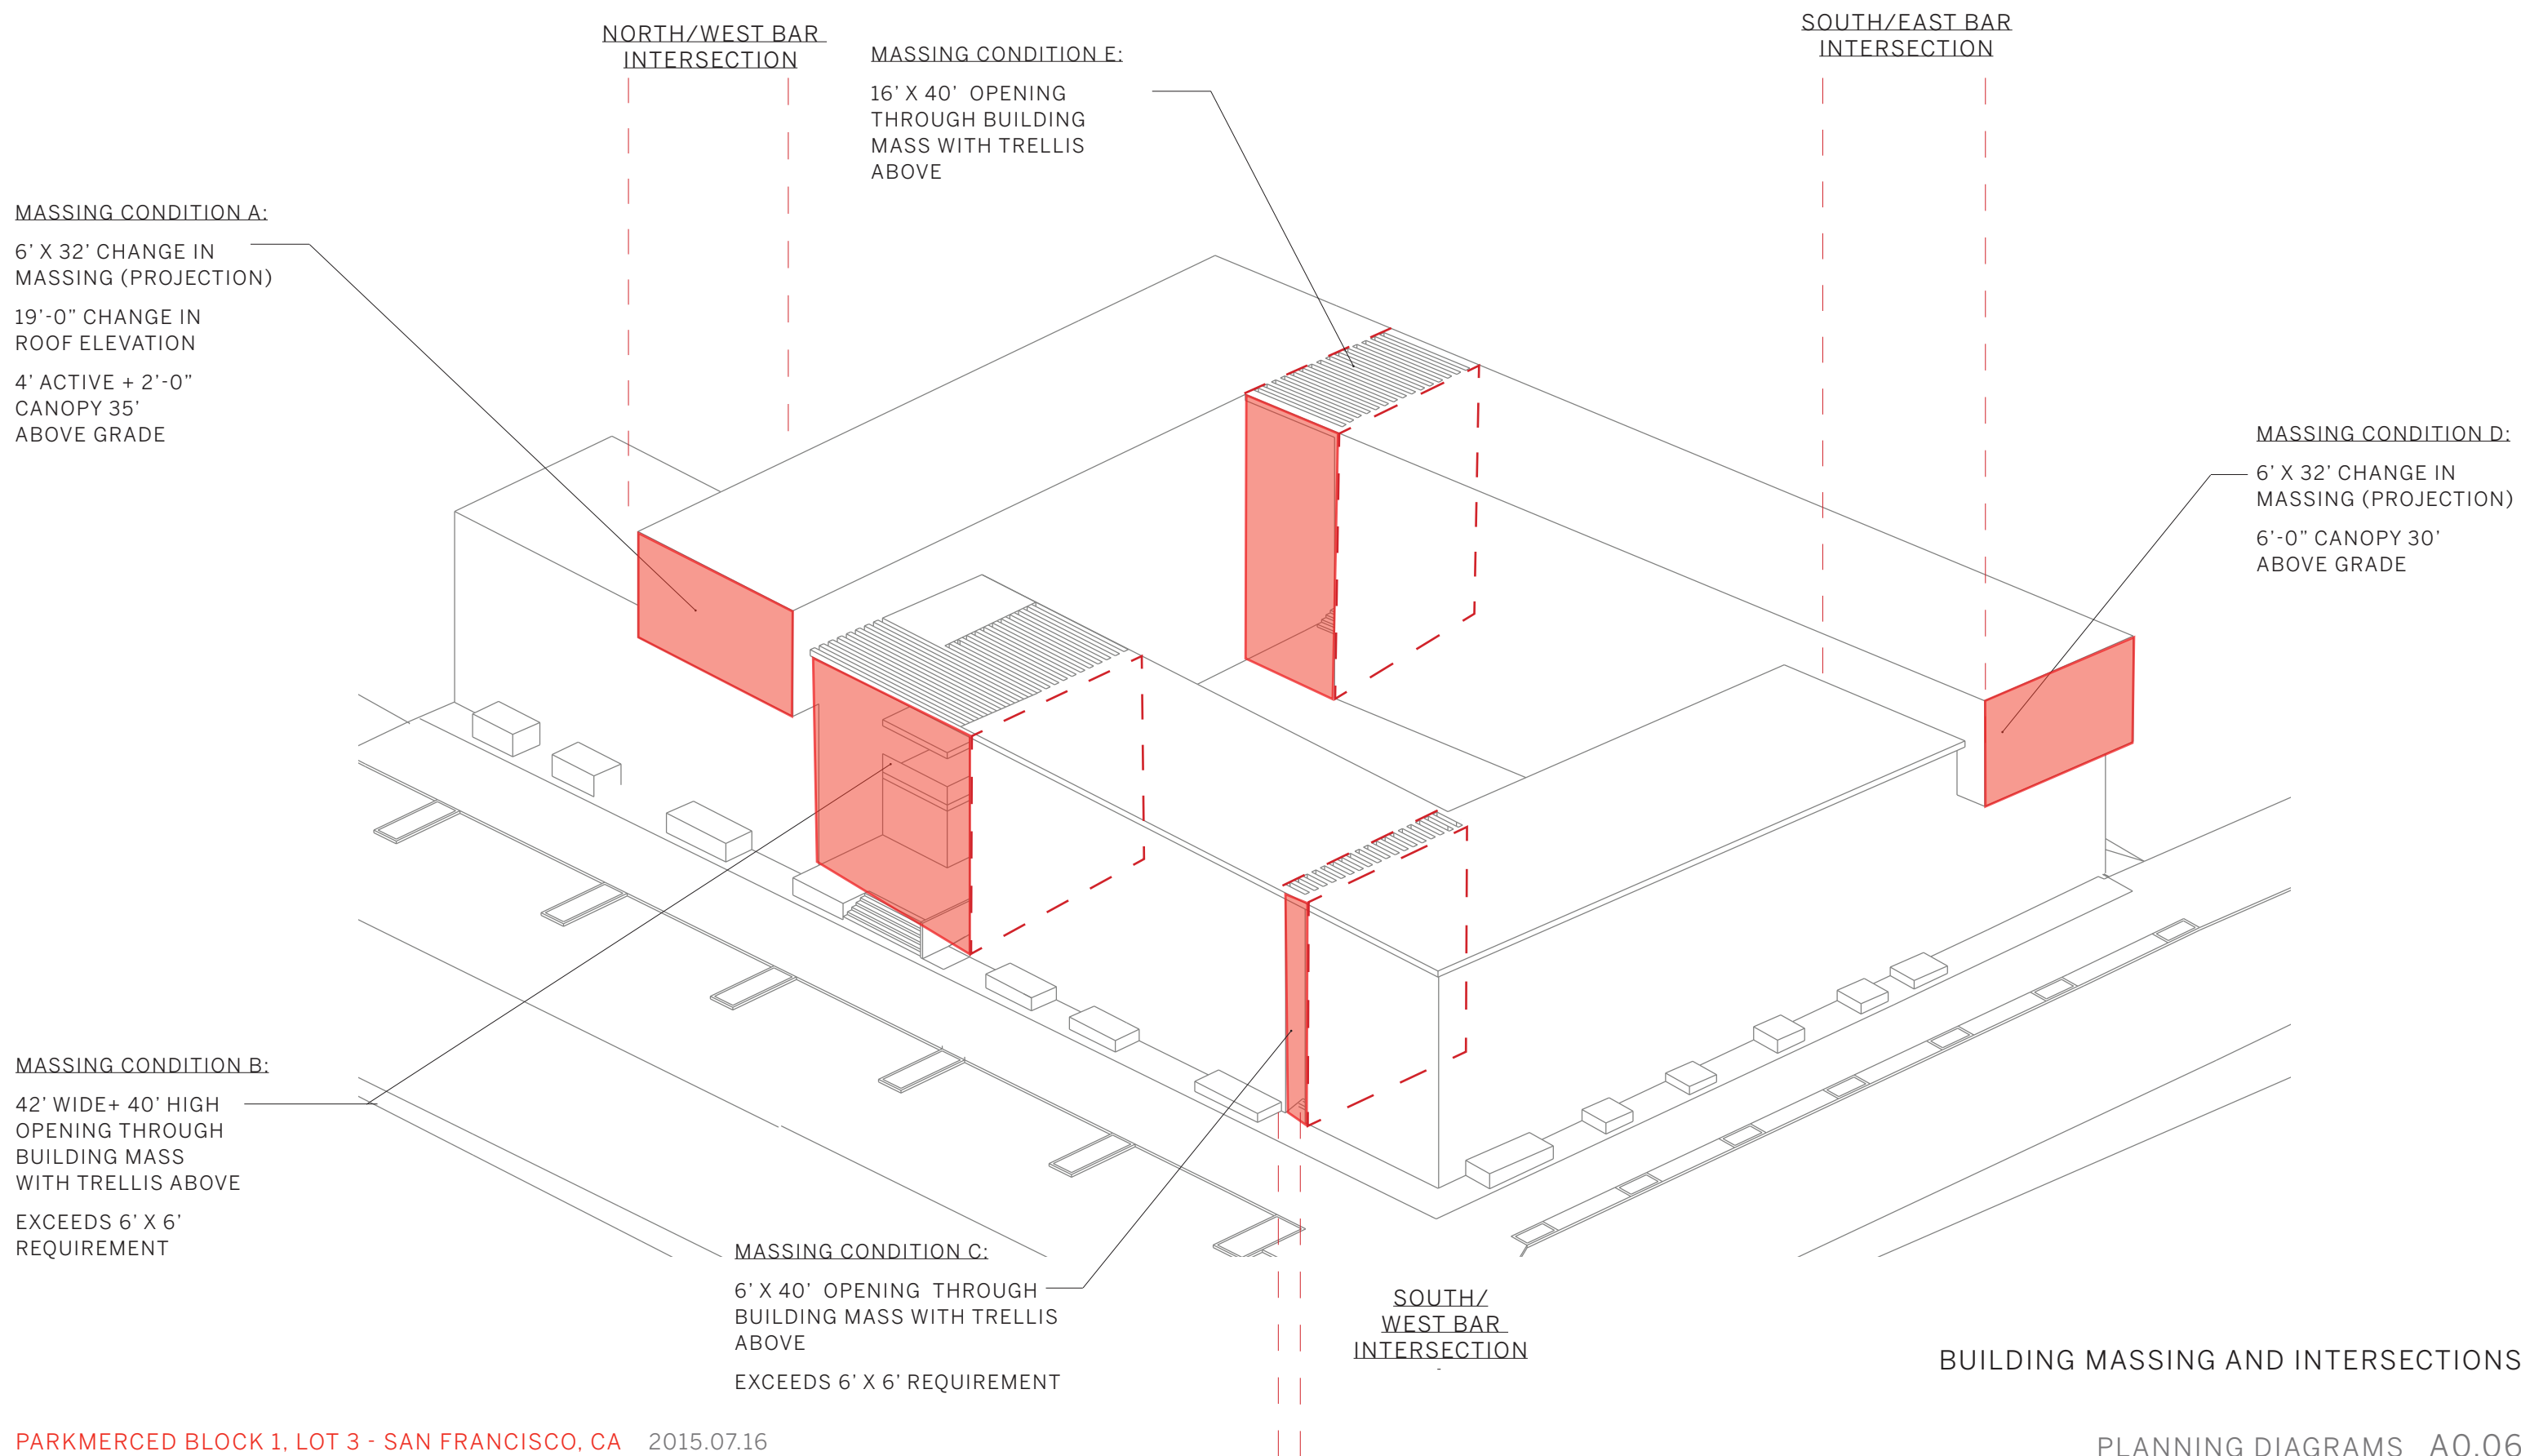 NORTH/WEST BAR
INTERSECTION
SOUTH/EAST BAR
INTERSECTION
MASSING CONDITION E:
16' X 40' OPENING
THROUGH BUILDING
MASS WITH TRELLIS
ABOVE
MASSING CONDITION A:
6' X 32' CHANGE IN
MASSING (PROJECTION)
19'-0" CHANGE IN
ROOF ELEVATION
4' ACTIVE + 2'-0"
CANOPY 35'
ABOVE GRADE
MASSING CONDITION D:
6' X 32' CHANGE IN
MASSING (PROJECTION)
6'-0" CANOPY 30'
ABOVE GRADE
MASSING CONDITION B:
42' WIDE+ 40' HIGH
OPENING THROUGH
BUILDING MASS
WITH TRELLIS ABOVE
EXCEEDS 6' X 6'
REQUIREMENT
MASSING CONDITION C:
6' X 40' OPENING THROUGH
BUILDING MASS WITH TRELLIS
ABOVE
EXCEEDS 6' X 6' REQUIREMENT
SOUTH/
WEST BAR
INTERSECTION
BUILDING MASSING AND INTERSECTIONS
PARKMERCED BLOCK 1, LOT 3 - SAN FRANCISCO, CA 2015.07.16
PLANNING DIAGRAMS A0.06